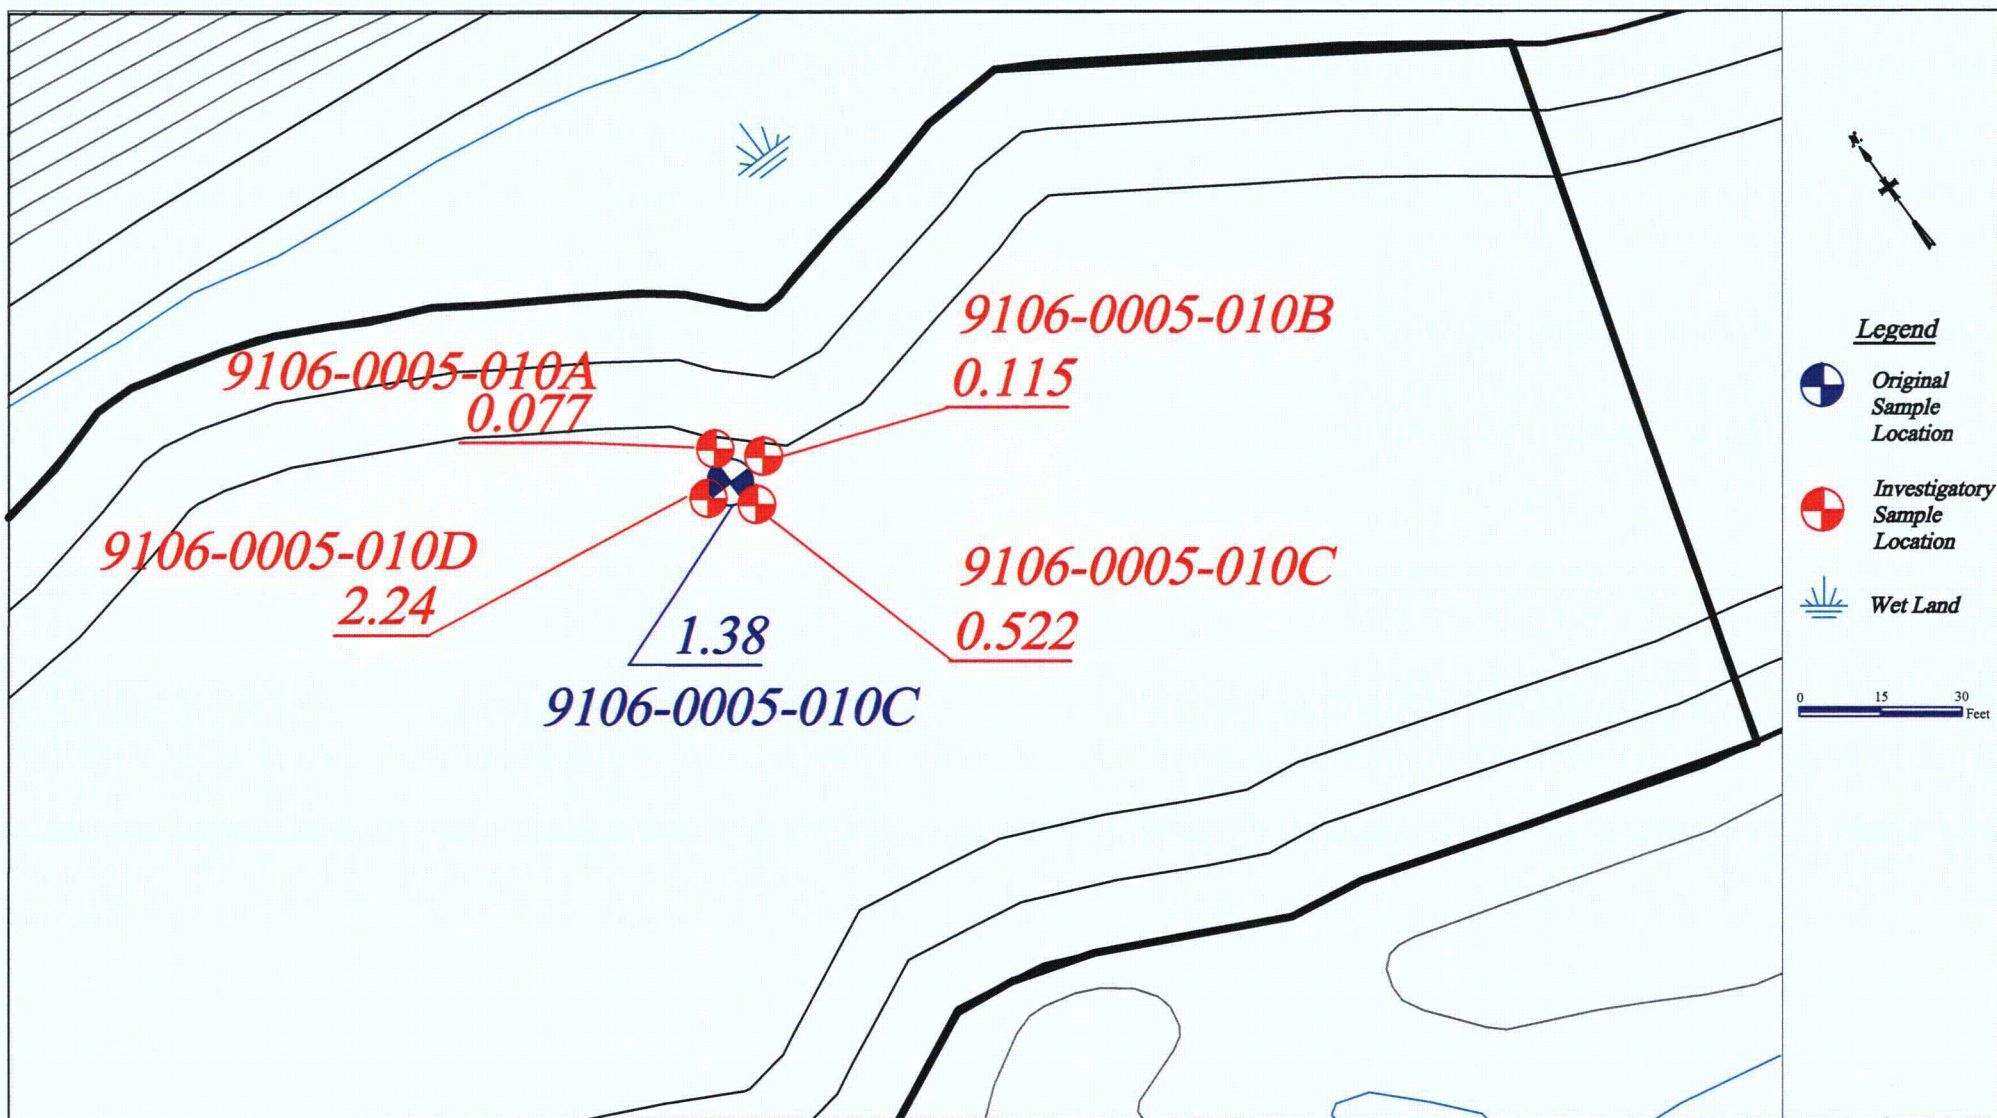 9106-0005-010A
0.077
9106-0005-010B
0.115
9106-0005-010D
2.24
9106-0005-010C
0.522
1.38
9106-0005-010C
N.
Legend
Original
Sample
Location
Investigatory
Sample
Location
Wet Land
0 15 30
Feet